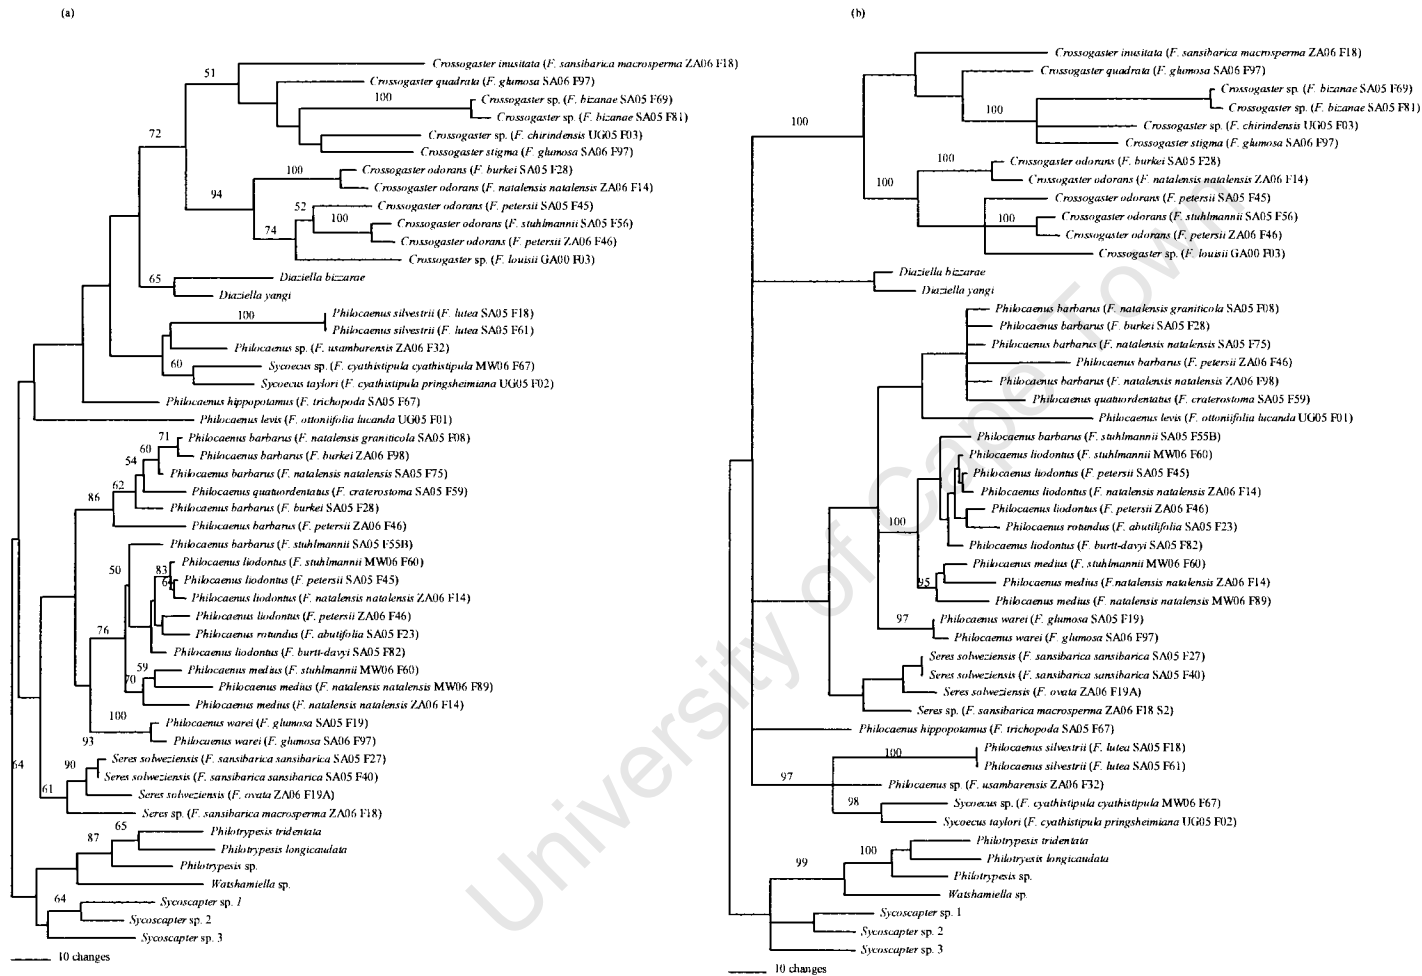 (a)
51
Crossogaster inusitata (F. sansibarica macrosperma ZA06 F18)
Crossogaster quadrata (F. glumosa SA06 F97)
100
Crossogaster sp. (F. bizanae SA05 F69)
Crossogaster sp. (F. bizanae SA05 F81)
72
Crossogaster sp. (F. chirindensis UG05 F03)
Crossogaster stigma (F. glumosa SA06 F97)
100
Crossogaster odorans (F. burkei SA05 F28)
94
Crossogaster odorans (F. natalensis natalensis ZA06 F14)
52
Crossogaster odorans (F. petersii SA05 F45)
100
Crossogaster odorans (F. stuhlmannii SA05 F56)
74
Crossogaster odorans (F. petersii ZA06 F46)
Crossogaster sp. (F. louisii GA00 F03)
65
Diaziella bizzarae
Diaziella yangi
100
Philocaenus silvestrii (F. lutea SA05 F18)
Philocaenus silvestrii (F. lutea SA05 F61)
Philocaenus sp. (F. usambarensis ZA06 F32)
60
Sycoecus sp. (F. cyathistipula cyathistipula MW06 F67)
Sycoecus taylori (F. cyathistipula pringsheimiana UG05 F02)
Philocaenus hippopotamus (F. trichopoda SA05 F67)
Philocaenus levis (F. ottoniifolia lucanda UG05 F01)
71
Philocaenus barbarus (F. natalensis graniticola SA05 F08)
60
Philocaenus barbarus (F. burkei ZA06 F98)
54
Philocaenus barbarus (F. natalensis natalensis SA05 F75)
62
Philocaenus quatuordentatus (F. craterostoma SA05 F59)
86
Philocaenus barbarus (F. burkei SA05 F28)
Philocaenus barbarus (F. petersii ZA06 F46)
Philocaenus barbarus (F. stuhlmannii SA05 F55B)
50
83
Philocaenus liodontus (F. stuhlmannii MW06 F60)
64
Philocaenus liodontus (F. petersii SA05 F45)
Philocaenus liodontus (F. natalensis natalensis ZA06 F14)
Philocaenus liodontus (F. petersii ZA06 F46)
76
Philocaenus rotundus (F. abutifolia SA05 F23)
Philocaenus liodontus (F. burtt-davyi SA05 F82)
59
Philocaenus medius (F. stuhlmannii MW06 F60)
70
Philocaenus medius (F. natalensis natalensis MW06 F89)
Philocaenus medius (F. natalensis natalensis ZA06 F14)
100
Philocaenus warei (F. glumosa SA05 F19)
93
Philocaenus warei (F. glumosa SA06 F97)
Seres solweziensis (F. sansibarica sansibarica SA05 F27)
90
Seres solweziensis (F. sansibarica sansibarica SA05 F40)
64
61
Seres solweziensis (F. ovata ZA06 F19A)
Seres sp. (F. sansibarica macrosperma ZA06 F18)
65
Philotrypesis tridentata
87
Philotrypesis longicaudata
Philotrypesis sp.
Watshamiella sp.
64
Sycoscapter sp. 1
Sycoscapter sp. 2
Sycoscapter sp. 3
10 changes
(b)
Crossogaster inusitata (F. sansibarica macrosperma ZA06 F18)
Crossogaster quadrata (F. glumosa SA06 F97)
Crossogaster sp. (F. bizanae SA05 F69)
100
Crossogaster sp. (F. bizanae SA05 F81)
100
Crossogaster sp. (F. chirindensis UG05 F03)
Crossogaster stigma (F. glumosa SA06 F97)
100
Crossogaster odorans (F. burkei SA05 F28)
100
Crossogaster odorans (F. natalensis natalensis ZA06 F14)
Crossogaster odorans (F. petersii SA05 F45)
100
Crossogaster odorans (F. stuhlmannii SA05 F56)
Crossogaster odorans (F. petersii ZA06 F46)
Crossogaster sp. (F. louisii GA00 F03)
Diaziella bizzarae
Diaziella yangi
Philocaenus barbarus (F. natalensis graniticola SA05 F08)
Philocaenus barbarus (F. burkei SA05 F28)
Philocaenus barbarus (F. natalensis natalensis SA05 F75)
Philocaenus barbarus (F. petersii ZA06 F46)
Philocaenus barbarus (F. natalensis natalensis ZA06 F98)
Philocaenus quatuordentatus (F. craterostoma SA05 F59)
Philocaenus levis (F. ottoniifolia lucanda UG05 F01)
Philocaenus barbarus (F. stuhlmannii SA05 F55B)
Philocaenus liodontus (F. stuhlmannii MW06 F60)
Philocaenus liodontus (F. petersii SA05 F45)
Philocaenus liodontus (F. natalensis natalensis ZA06 F14)
Philocaenus liodontus (F. petersii ZA06 F46)
100
Philocaenus rotundus (F. abutilifolia SA05 F23)
Philocaenus liodontus (F. burtt-davyi SA05 F82)
Philocaenus medius (F. stuhlmannii MW06 F60)
95
Philocaenus medius (F.natalensis natalensis ZA06 F14)
Philocaenus medius (F. natalensis natalensis MW06 F89)
97
Philocaenus warei (F. glumosa SA05 F19)
Philocaenus warei (F. glumosa SA06 F97)
Seres solweziensis (F. sansibarica sansibarica SA05 F27)
Seres solweziensis (F. sansibarica sansibarica SA05 F40)
Seres solweziensis (F. ovata ZA06 F19A)
Seres sp. (F. sansibarica macrosperma ZA06 F18 S2)
Philocaenus hippopotamus (F. trichopoda SA05 F67)
100
Philocaenus silvestrii (F. lutea SA05 F18)
Philocaenus silvestrii (F. lutea SA05 F61)
97
Philocaenus sp. (F. usambarensis ZA06 F32)
98
Sycoecus sp. (F. cyathistipula cyathistipula MW06 F67)
Sycoecus taylori (F. cyathistipula pringsheimiana UG05 F02)
Philotrypesis tridentata
100
Philotryesis longicaudata
99
Philotrypesis sp.
Watshamiella sp.
Sycoscapter sp. 1
Sycoscapter sp. 2
Sycoscapter sp. 3
10 changes
University of Cape Town